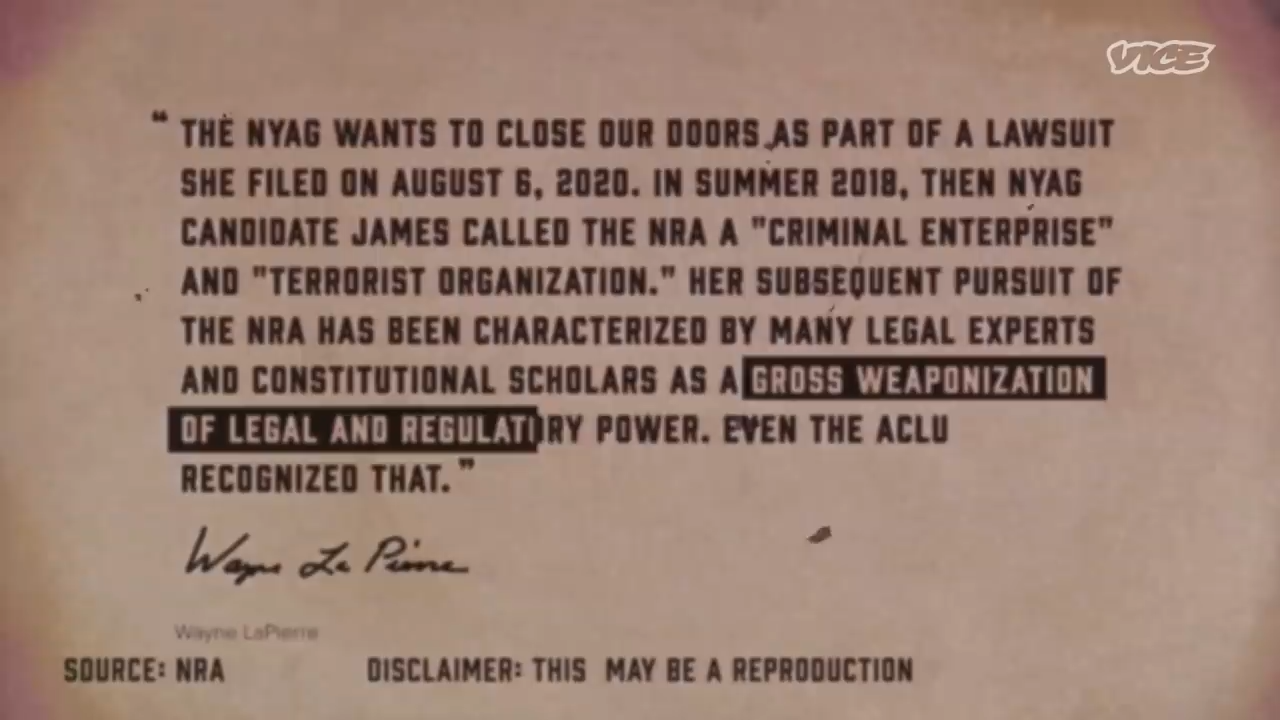 VICE
“ THE NYAG WANTS TO CLOSE OUR DOORS AS PART OF A LAWSUIT
SHE FILED ON AUGUST 6, 2020. IN SUMMER 2018, THEN NYAG
CANDIDATE JAMES CALLED THE NRA A "CRIMINAL ENTERPRISE"
AND "TERRORIST ORGANIZATION." HER SUBSEQUENT PURSUIT OF
THE NRA HAS BEEN CHARACTERIZED BY MANY LEGAL EXPERTS
AND CONSTITUTIONAL SCHOLARS AS A GROSS WEAPONIZATION
OF LEGAL AND REGULATORY POWER. EVEN THE ACLU
RECOGNIZED THAT.”
Wayne LaPierre
Wayne LaPierre
SOURCE: NRA DISCLAIMER: THIS MAY BE A REPRODUCTION